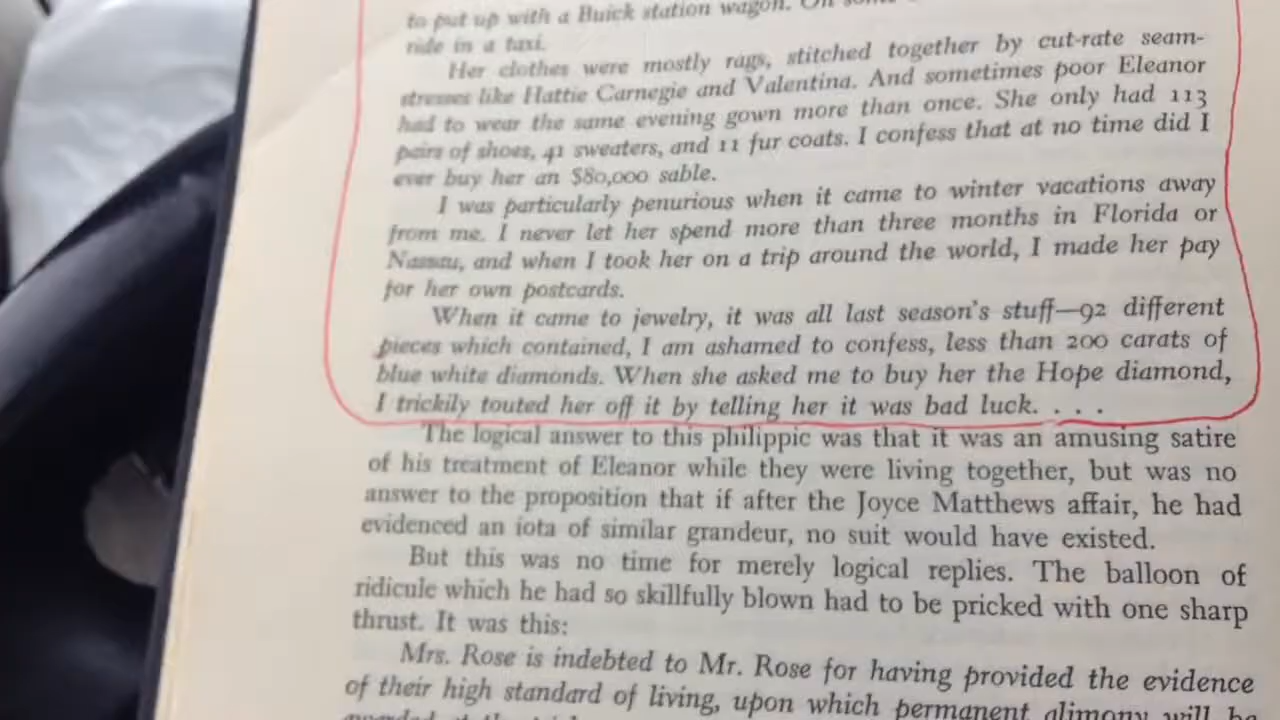 to put up with a Buick station wagon. On some
ride in a taxi.
Her clothes were mostly rags, stitched together by cut-rate seam-
stresses like Hattie Carnegie and Valentina. And sometimes poor Eleanor
had to wear the same evening gown more than once. She only had 113
pairs of shoes, 41 sweaters, and 11 fur coats. I confess that at no time did I
ever buy her an $80,000 sable.
I was particularly penurious when it came to winter vacations away
from me. I never let her spend more than three months in Florida or
Nassau, and when I took her on a trip around the world, I made her pay
for her own postcards.
When it came to jewelry, it was all last season's stuff—92 different
pieces which contained, I am ashamed to confess, less than 200 carats of
blue white diamonds. When she asked me to buy her the Hope diamond,
I trickily touted her off it by telling her it was bad luck. . . .
The logical answer to this philippic was that it was an amusing satire
of his treatment of Eleanor while they were living together, but was no
answer to the proposition that if after the Joyce Matthews affair, he had
evidenced an iota of similar grandeur, no suit would have existed.
But this was no time for merely logical replies. The balloon of
ridicule which he had so skillfully blown had to be pricked with one sharp
thrust. It was this:
Mrs. Rose is indebted to Mr. Rose for having provided the evidence
of their high standard of living, upon which permanent alimony will be